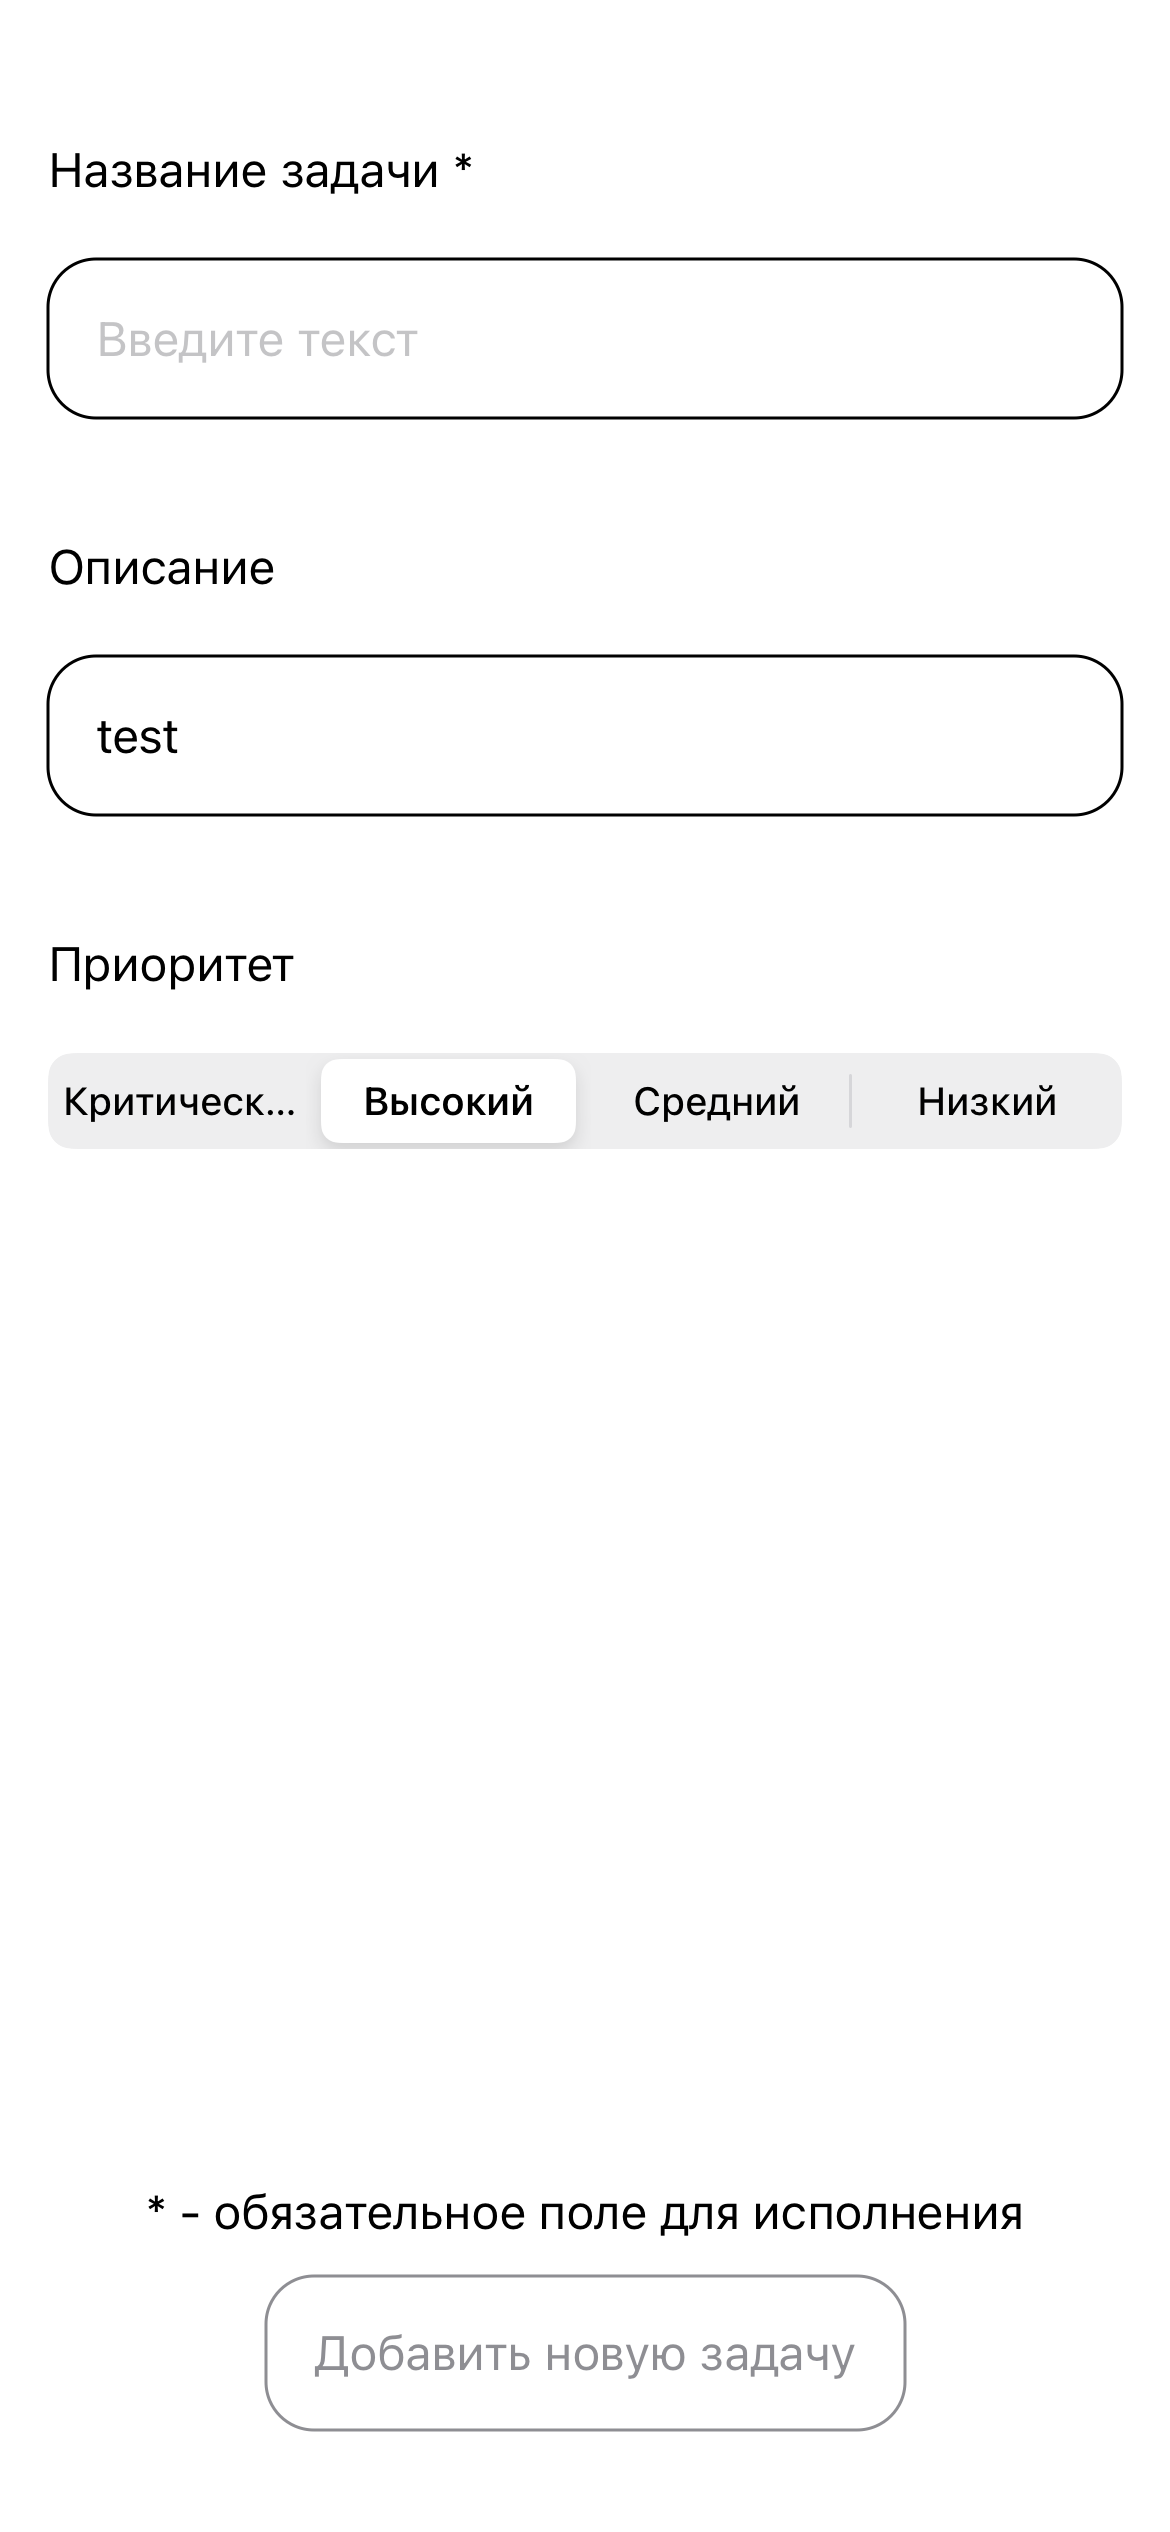 Название задачи *
Введите текст
Описание
test
Приоритет
Критическ... Высокий Средний Низкий
* - обязательное поле для исполнения
Добавить новую задачу